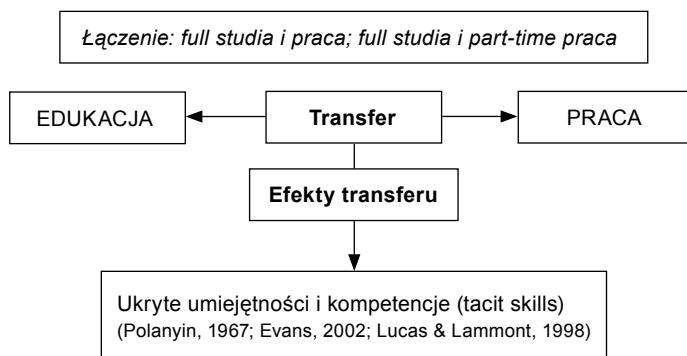 Łączenie: full studia i praca; full studia i part-time praca
EDUKACJA
Transfer
PRACA
Efekty transferu
Ukryte umiejętności i kompetencje (tacit skills)
(Polanyin, 1967; Evans, 2002; Lucas & Lammont, 1998)